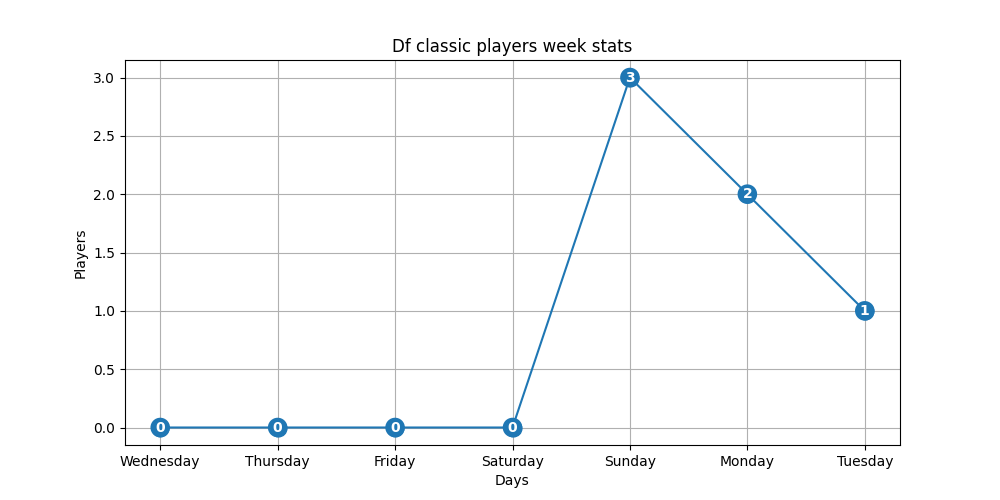 Df classic players week stats
3.0
2.5
2.0
1.5
1.0
0.5
0.0
Players
0 0 0 0 3 2 1
Wednesday Thursday Friday Saturday Sunday Monday Tuesday
Days